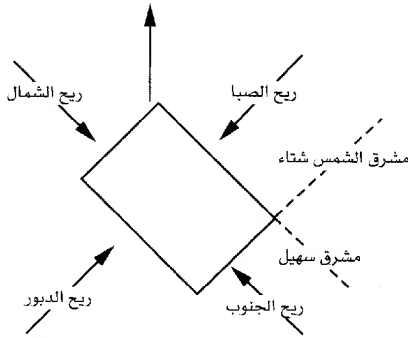 ريح الصبا
ريح الشمال
مشرق الشمس شتاء
مشرق سهيل
ريح الجنوب
ريح الدبور